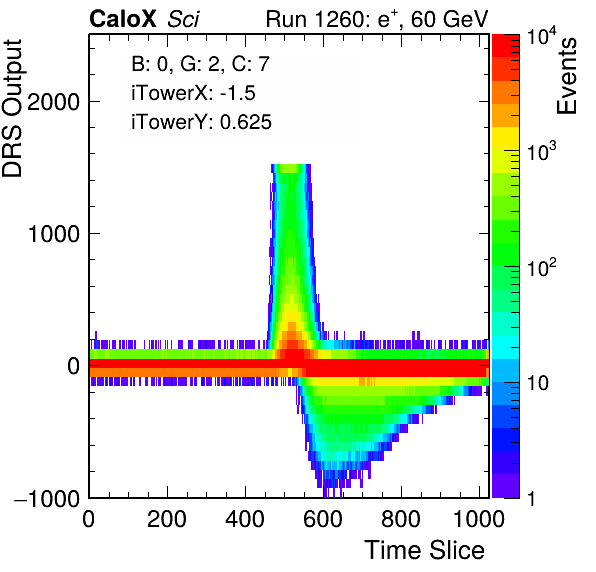 CaloX Sci Run 1260: e⁺, 60 GeV
B: 0, G: 2, C: 7
iTowerX: -1.5
iTowerY: 0.625
DRS Output
2000
1000
0
−1000
0 200 400 600 800 1000
Time Slice
Events
10⁴
10³
10²
10
1